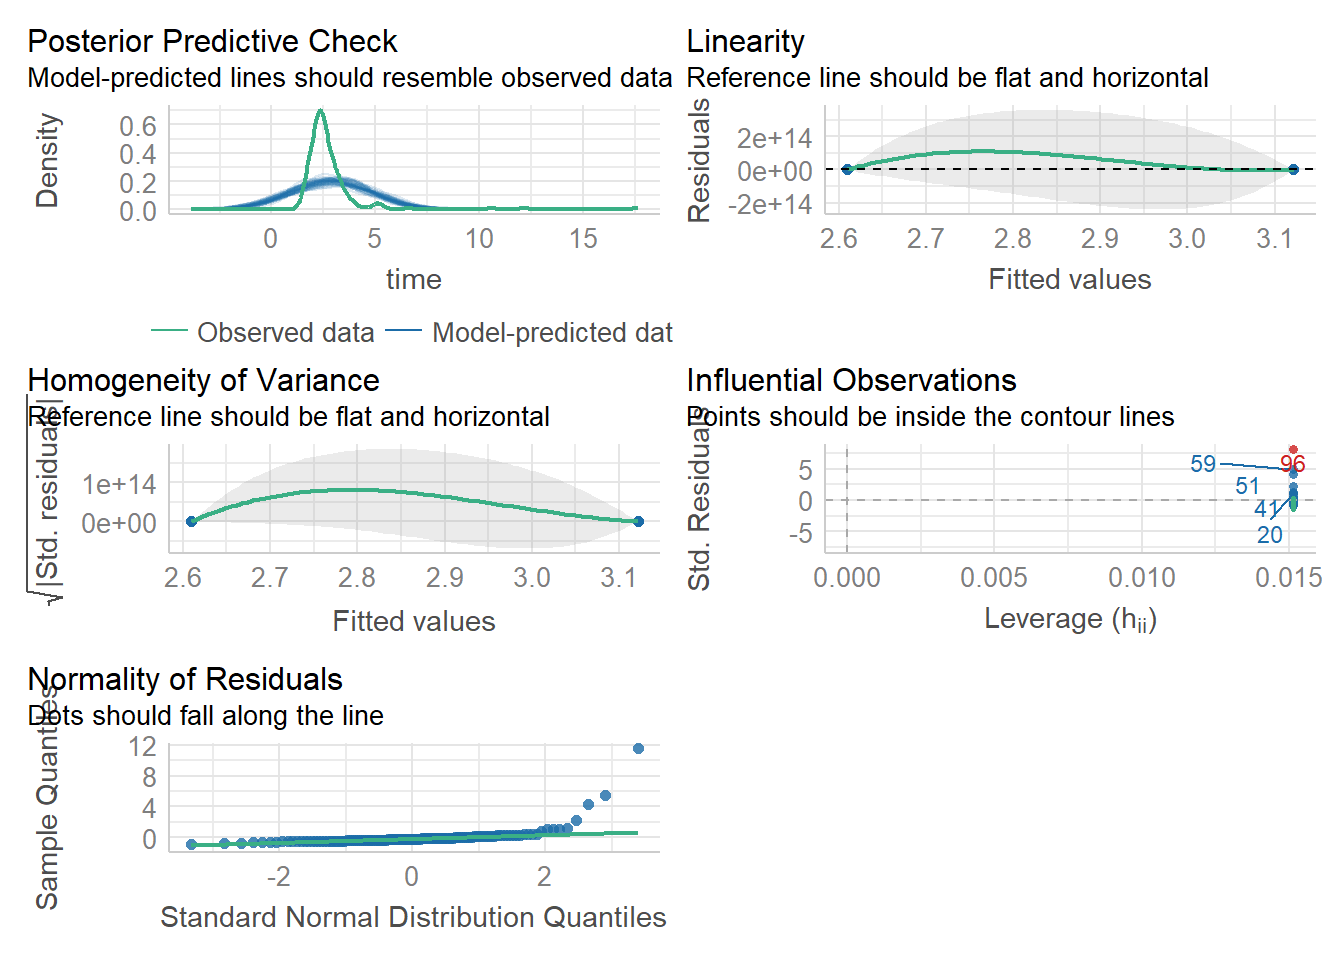 Posterior Predictive Check
Model-predicted lines should resemble observed data
Density
0.6
0.4
0.2
0.0
0
5
10
15
time
Observed data
Model-predicted dat
Linearity
Reference line should be flat and horizontal
Residuals
2e+14
0e+00
-2e+14
2.6
2.7
2.8
2.9
3.0
3.1
Fitted values
Homogeneity of Variance
Reference line should be flat and horizontal
√|Std. residuals|
1e+14
0e+00
2.6
2.7
2.8
2.9
3.0
3.1
Fitted values
Influential Observations
Points should be inside the contour lines
Std. Residuals
5
0
-5
59
96
51
41
20
0.000
0.005
0.010
0.015
Leverage (hii)
Normality of Residuals
Dots should fall along the line
Sample Quantiles
12
8
4
0
-2
0
2
Standard Normal Distribution Quantiles